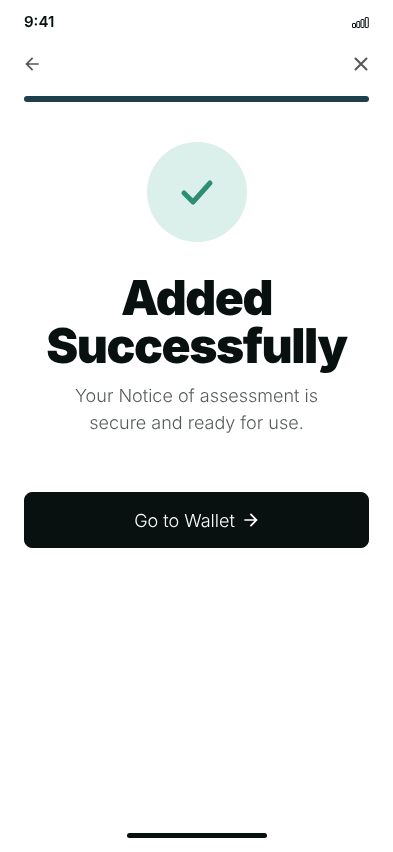 9:41
Added
Successfully
Your Notice of assessment is
secure and ready for use.
Go to Wallet →